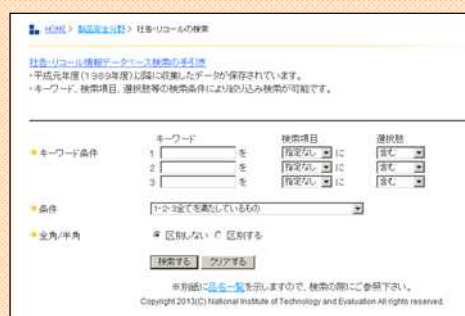 HOME> 製品安全分野> 社告・リコールの検索
社告・リコール情報データベース検索の手引き
・平成元年度(1989年度)以降に収集したデータが保存されています。
・キーワード、検索項目、選択肢等の検索条件により絞り込み検索が可能です。
キーワード 検索項目 選択肢
キーワード条件 1 を 指定なし に 含む
2 を 指定なし に 含む
3 を 指定なし に 含む
条件 1・2・3全てを満たしているもの
全角/半角 区別しない 区別する
検索する クリアする
※別紙に品名一覧を示しますので、検索の際にご参照下さい。
Copyright 2013(C) National Institute of Technology and Evaluation All rights reserved.